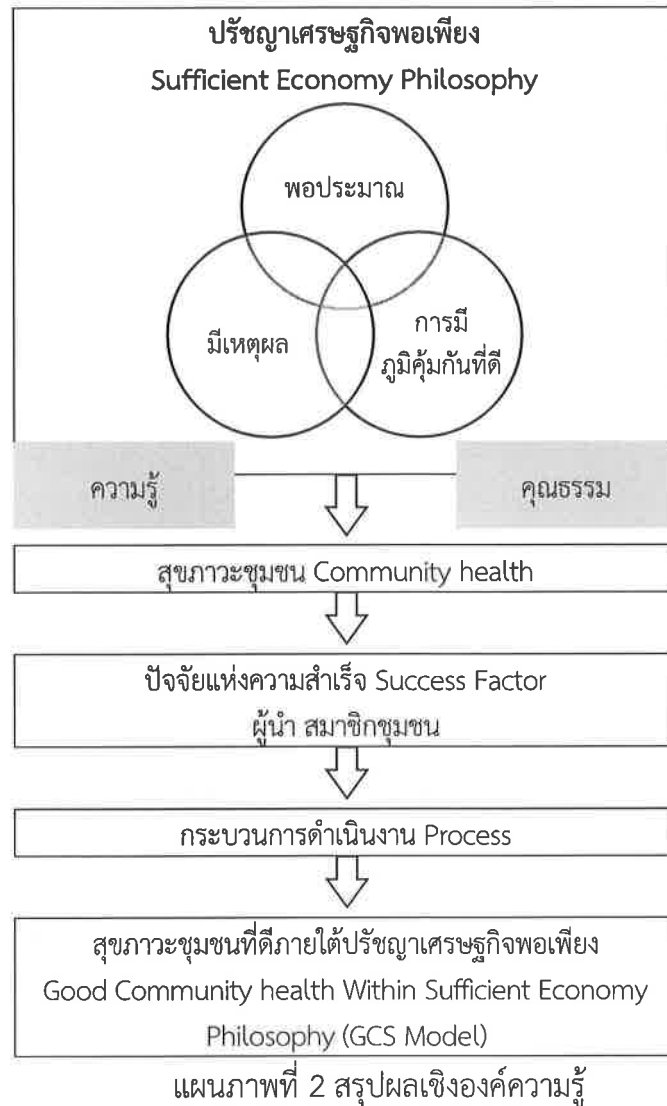 ปรัชญาเศรษฐกิจพอเพียง
Sufficient Economy Philosophy
พอประมาณ
มีเหตุผล
การมี
ภูมิคุ้มกันที่ดี
ความรู้
คุณธรรม
สุขภาวะชุมชน Community health
ปัจจัยแห่งความสำเร็จ Success Factor
ผู้นำ สมาชิกชุมชน
กระบวนการดำเนินงาน Process
สุขภาวะชุมชนที่ดีภายใต้ปรัชญาเศรษฐกิจพอเพียง
Good Community health Within Sufficient Economy
Philosophy (GCS Model)
แผนภาพที่ 2 สรุปผลเชิงองค์ความรู้